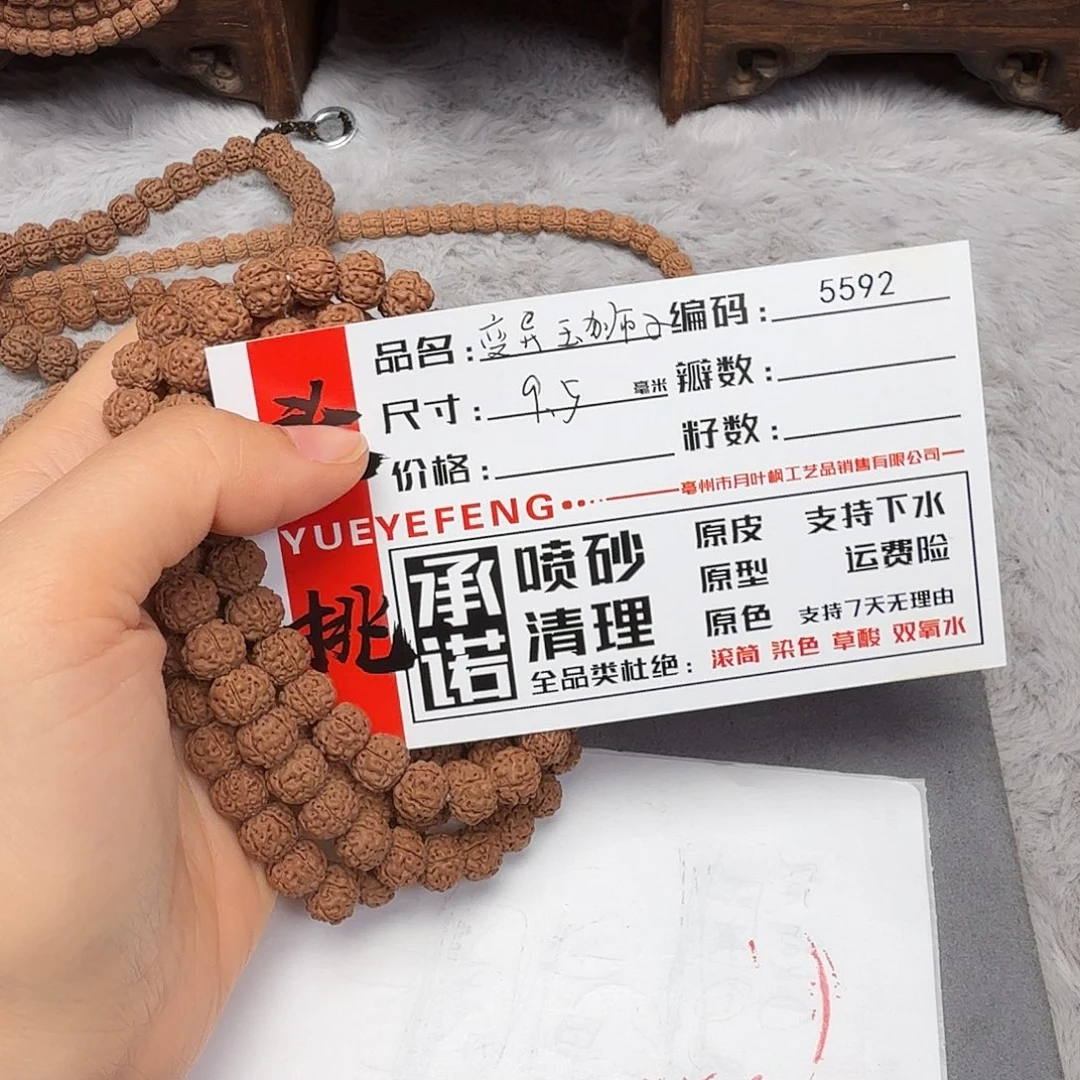 品名：变异玉狮子 编码：5592
尺寸：9.5 毫米 瓣数：
价格： 籽数：
YUEYEFENG 亳州市月叶枫工艺品销售有限公司
挑
承诺
喷砂
清理
原皮 支持下水
原型 运费险
原色 支持7天无理由
全品类杜绝：滚筒 染色 草酸 双氧水